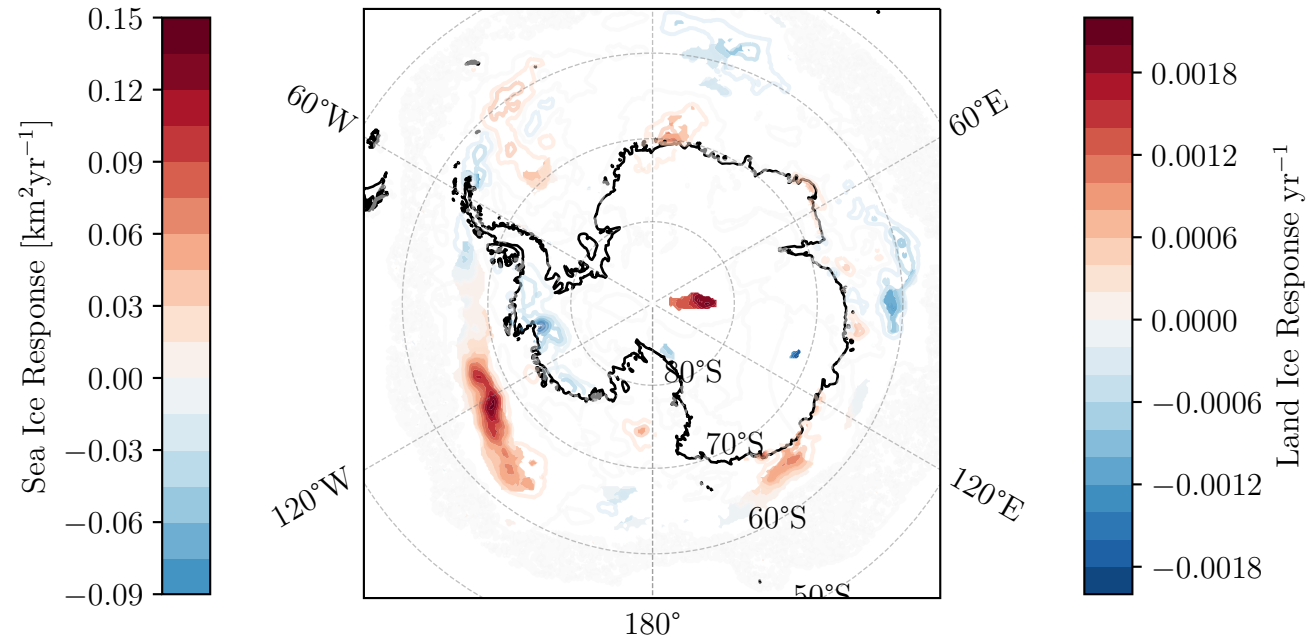 Sea Ice Response [km²yr⁻¹]
0.15
0.12
0.09
0.06
0.03
0.00
−0.03
−0.06
−0.09
60°W
120°W
180°
60°E
120°E
80°S
70°S
60°S
50°S
0.0018
0.0012
0.0006
0.0000
−0.0006
−0.0012
−0.0018
Land Ice Response yr⁻¹